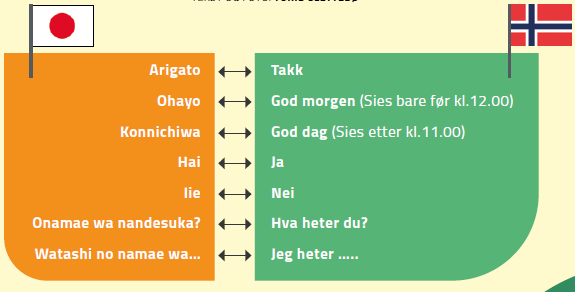 Arigato ↔ Takk
Ohayo ↔ God morgen (Sies bare før kl.12.00)
Konnichiwa ↔ God dag (Sies etter kl.11.00)
Hai ↔ Ja
Iie ↔ Nei
Onamae wa nandesuka? ↔ Hva heter du?
Watashi no namae wa... ↔ Jeg heter .....